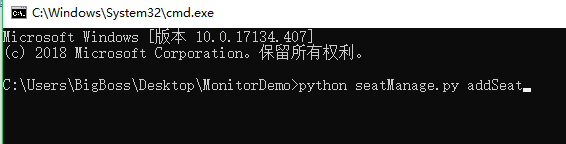 C:\Windows\System32\cmd.exe
Microsoft Windows [版本 10.0.17134.407]
(c) 2018 Microsoft Corporation。保留所有权利。
C:\Users\BigBoss\Desktop\MonitorDemo>python seatManage.py addSeat